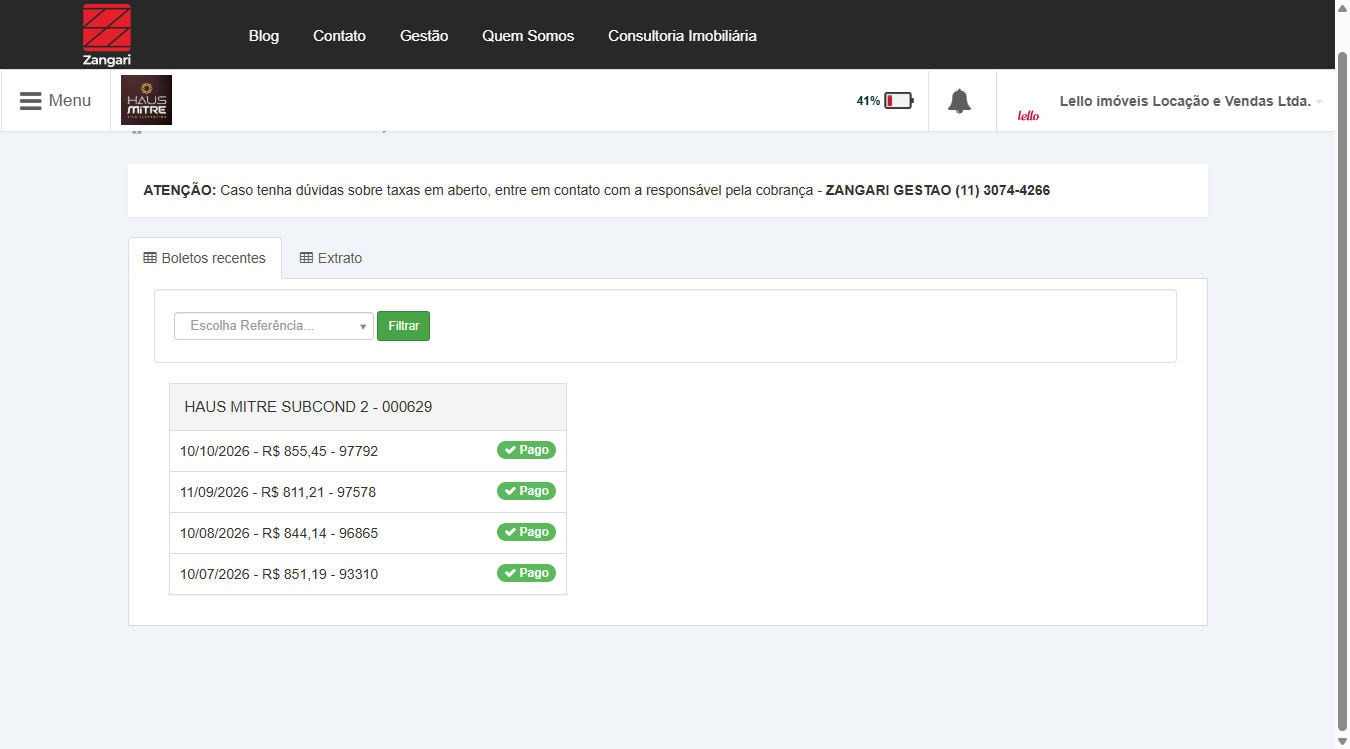 Zangari
Blog Contato Gestão Quem Somos Consultoria Imobiliária
Menu
HAUS
MITRE
41%
lello
Lello imóveis Locação e Vendas Ltda.
ATENÇÃO: Caso tenha dúvidas sobre taxas em aberto, entre em contato com a responsável pela cobrança - ZANGARI GESTAO (11) 3074-4266
Boletos recentes Extrato
Escolha Referência... Filtrar
HAUS MITRE SUBCOND 2 - 000629
10/10/2026 - R$ 855,45 - 97792 Pago
11/09/2026 - R$ 811,21 - 97578 Pago
10/08/2026 - R$ 844,14 - 96865 Pago
10/07/2026 - R$ 851,19 - 93310 Pago